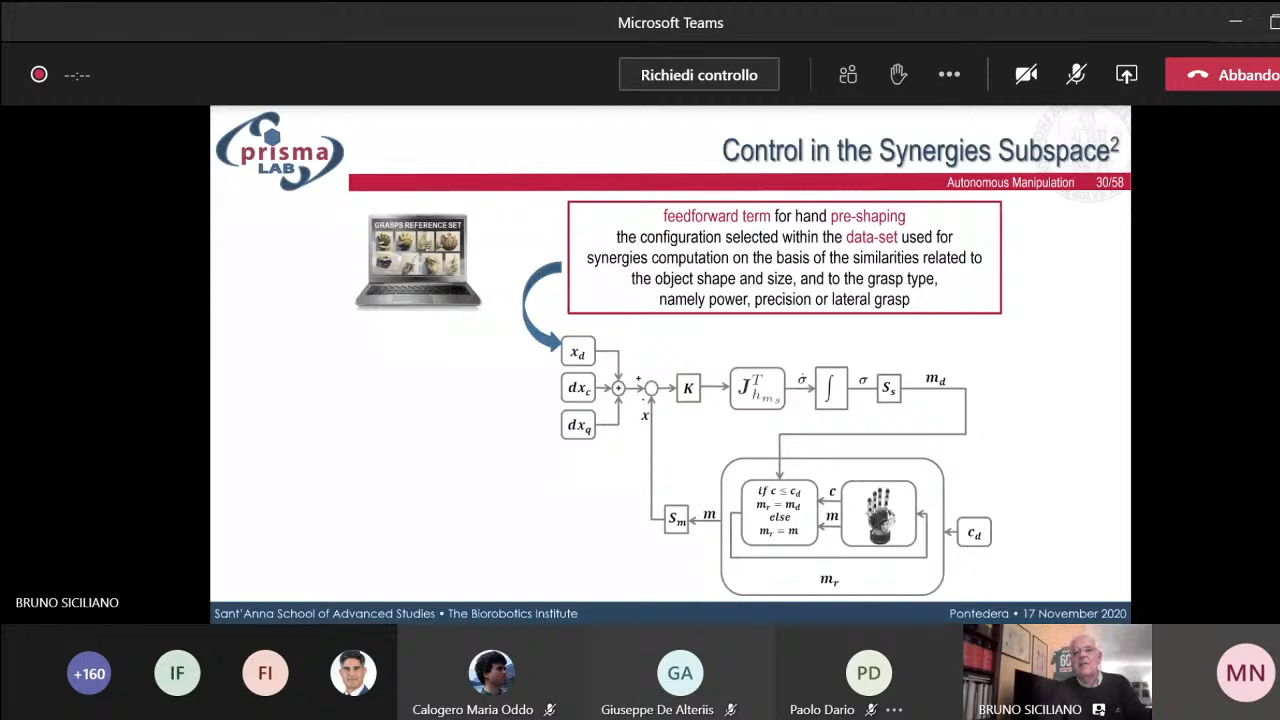 Microsoft Teams
--:--
Richiedi controllo
Abbando
prisma
LAB
Control in the Synergies Subspace²
Autonomous Manipulation 30/58
GRASPS REFERENCE SET
feedforward term for hand pre-shaping
the configuration selected within the data-set used for
synergies computation on the basis of the similarities related to
the object shape and size, and to the grasp type,
namely power, precision or lateral grasp
x_d
dx_c
dx_q
+
+
-
x
K
J^T_{h_{m_s}}
σ̇
∫
σ
S_s
m_d
if c ≤ c_d
m_r = m_d
else
m_r = m
c
m
S_m
m
c_d
m_r
BRUNO SICILIANO
Sant'Anna School of Advanced Studies • The Biorobotics Institute
Pontedera • 17 November 2020
+160
IF
FI
Calogero Maria Oddo
GA
Giuseppe De Alteriis
PD
Paolo Dario
60
BRUNO SICILIANO
MN